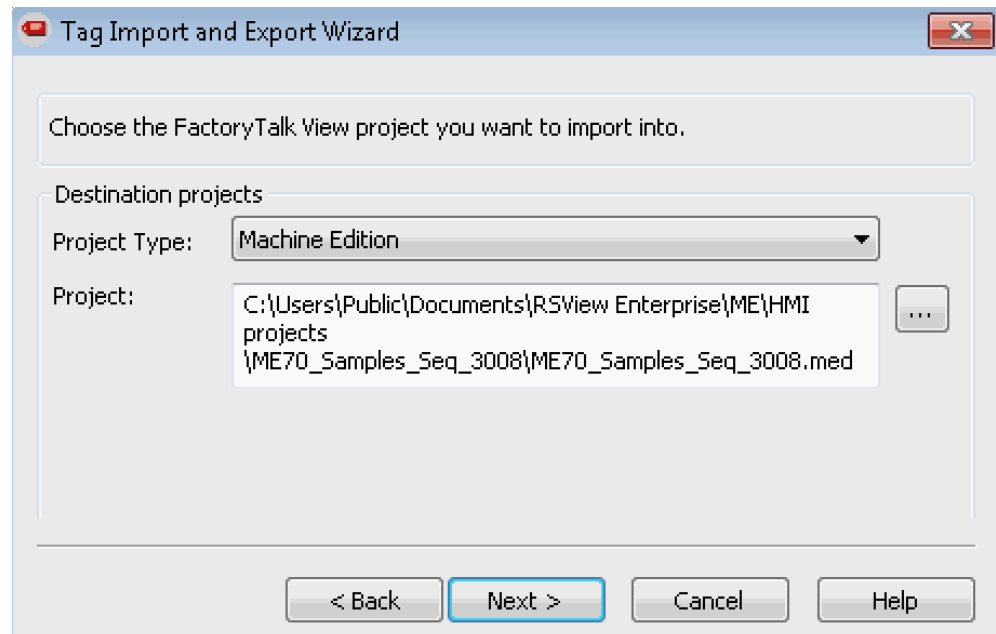 Tag Import and Export Wizard
Choose the FactoryTalk View project you want to import into.
Destination projects
Project Type:
Machine Edition
Project:
C:\Users\Public\Documents\RSView Enterprise\ME\HMI
projects
\ME70_Samples_Seq_3008\ME70_Samples_Seq_3008.med
...
< Back
Next >
Cancel
Help